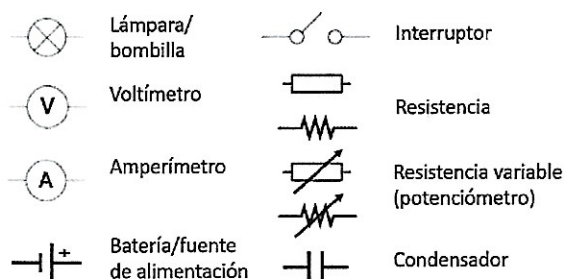 Lámpara/
bombilla
Interruptor
V
Voltímetro
Resistencia
A
Amperímetro
Resistencia variable
(potenciómetro)
+
Batería/fuente
de alimentación
Condensador